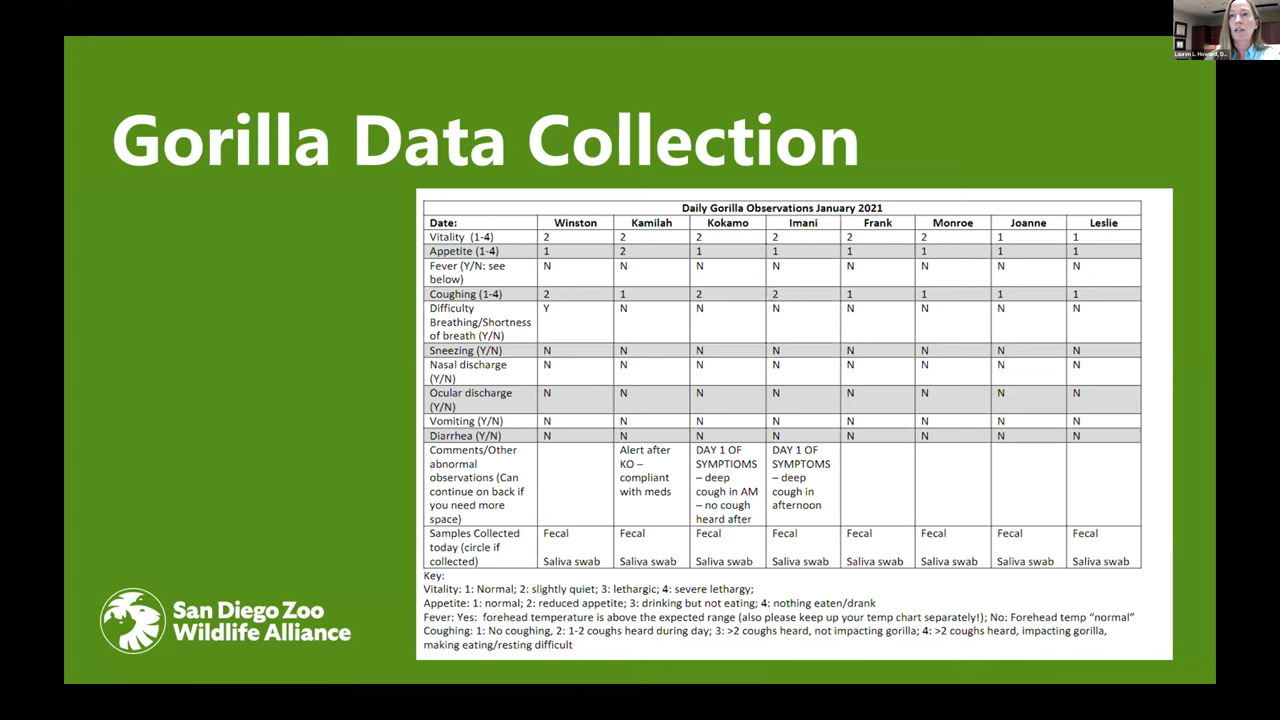 Lauren L. Howard, D...
Gorilla Data Collection
Daily Gorilla Observations January 2021
Date: Winston Kamilah Kokamo Imani Frank Monroe Joanne Leslie
Vitality (1-4) 2 2 2 2 2 2 1 1
Appetite (1-4) 1 2 1 1 1 1 1 1
Fever (Y/N: see N N N N N N N N
below)
Coughing (1-4) 2 1 2 2 1 1 1 1
Difficulty Y N N N N N N N
Breathing/Shortness
of breath (Y/N)
Sneezing (Y/N) N N N N N N N N
Nasal discharge N N N N N N N N
(Y/N)
Ocular discharge N N N N N N N N
(Y/N)
Vomiting (Y/N) N N N N N N N N
Diarrhea (Y/N) N N N N N N N N
Comments/Other Alert after DAY 1 OF DAY 1 OF
abnormal KO – SYMPTIOMS SYMPTOMS
observations (Can compliant – deep – deep
continue on back if with meds cough in AM cough in
you need more – no cough afternoon
space) heard after
Samples Collected Fecal Fecal Fecal Fecal Fecal Fecal Fecal Fecal
today (circle if
collected) Saliva swab Saliva swab Saliva swab Saliva swab Saliva swab Saliva swab Saliva swab Saliva swab
Key:
Vitality: 1: Normal; 2: slightly quiet; 3: lethargic; 4: severe lethargy;
Appetite: 1: normal; 2: reduced appetite; 3: drinking but not eating; 4: nothing eaten/drank
Fever: Yes: forehead temperature is above the expected range (also please keep up your temp chart separately!); No: Forehead temp “normal”
Coughing: 1: No coughing, 2: 1-2 coughs heard during day; 3: >2 coughs heard, not impacting gorilla; 4: >2 coughs heard, impacting gorilla,
making eating/resting difficult
San Diego Zoo
Wildlife Alliance